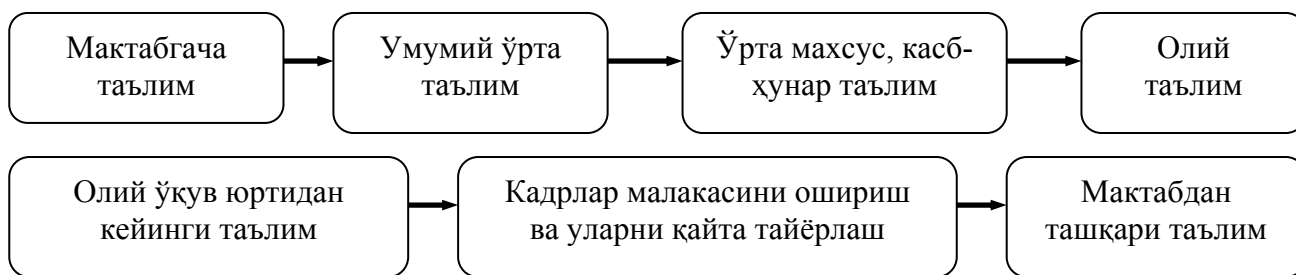 Мактабгача
таълим
Умумий ўрта
таълим
Ўрта махсус, касб-
ҳунар таълим
Олий
таълим
Олий ўқув юртидан
кейинги таълим
Кадрлар малакасини ошириш
ва уларни қайта тайёрлаш
Мактабдан
ташқари таълим